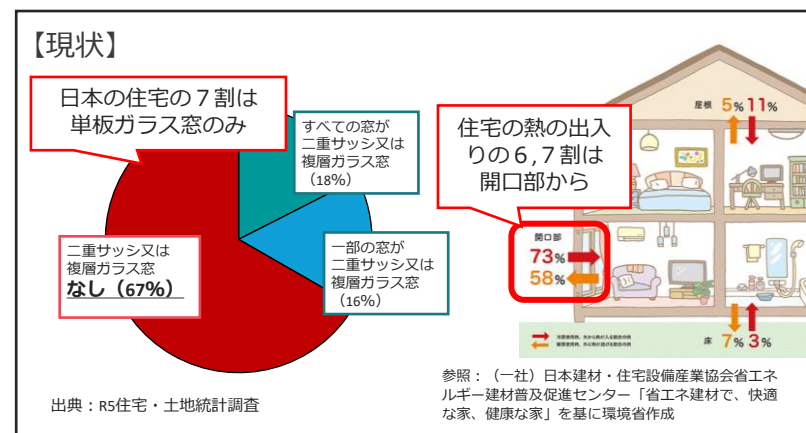 【現状】
日本の住宅の７割は
単板ガラス窓のみ
すべての窓が
二重サッシ又は
複層ガラス窓
（18%）
一部の窓が
二重サッシ又は
複層ガラス窓
（16%）
二重サッシ又は
複層ガラス窓
なし（67%）
出典：R5住宅・土地統計調査
住宅の熱の出入
りの６,７割は
開口部から
屋根 5% 11%
開口部
73%
58%
床 7% 3%
参照：（一社）日本建材・住宅設備産業協会省エネ
ルギー建材普及促進センター「省エネ建材で、快適
な家、健康な家」を基に環境省作成